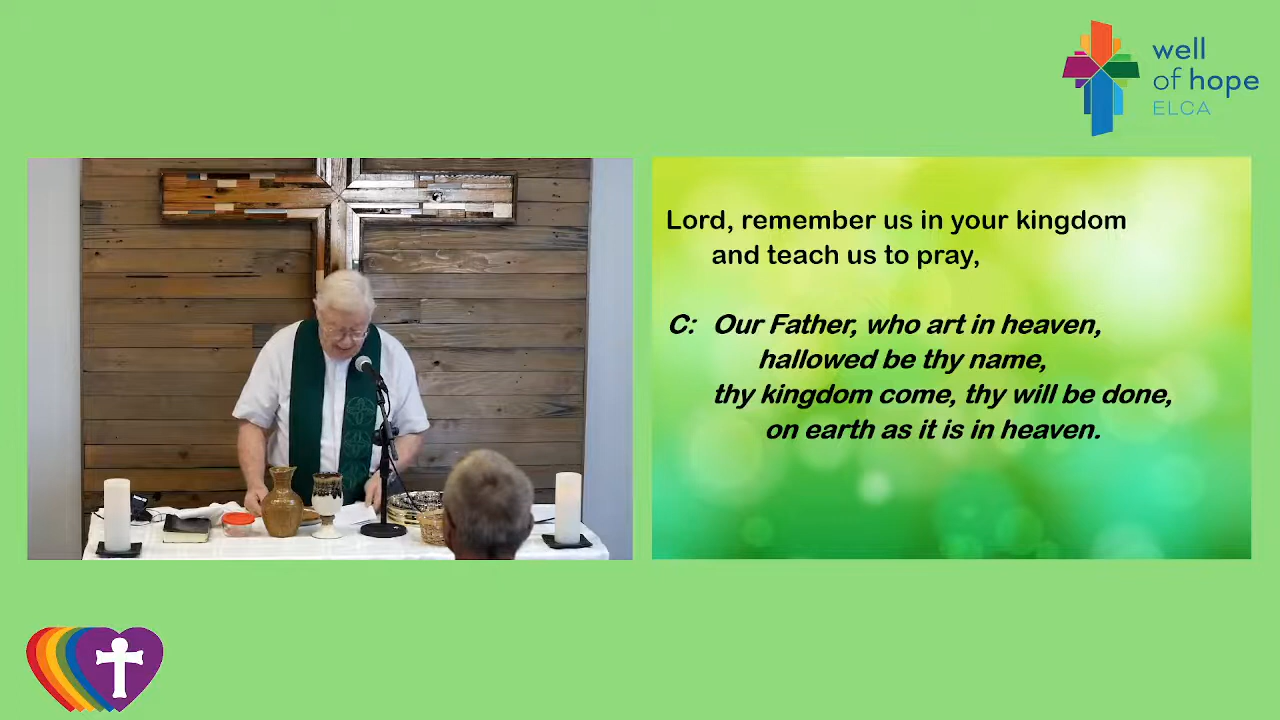 well
of hope
ELCA
Lord, remember us in your kingdom
and teach us to pray,
C: Our Father, who art in heaven,
hallowed be thy name,
thy kingdom come, thy will be done,
on earth as it is in heaven.